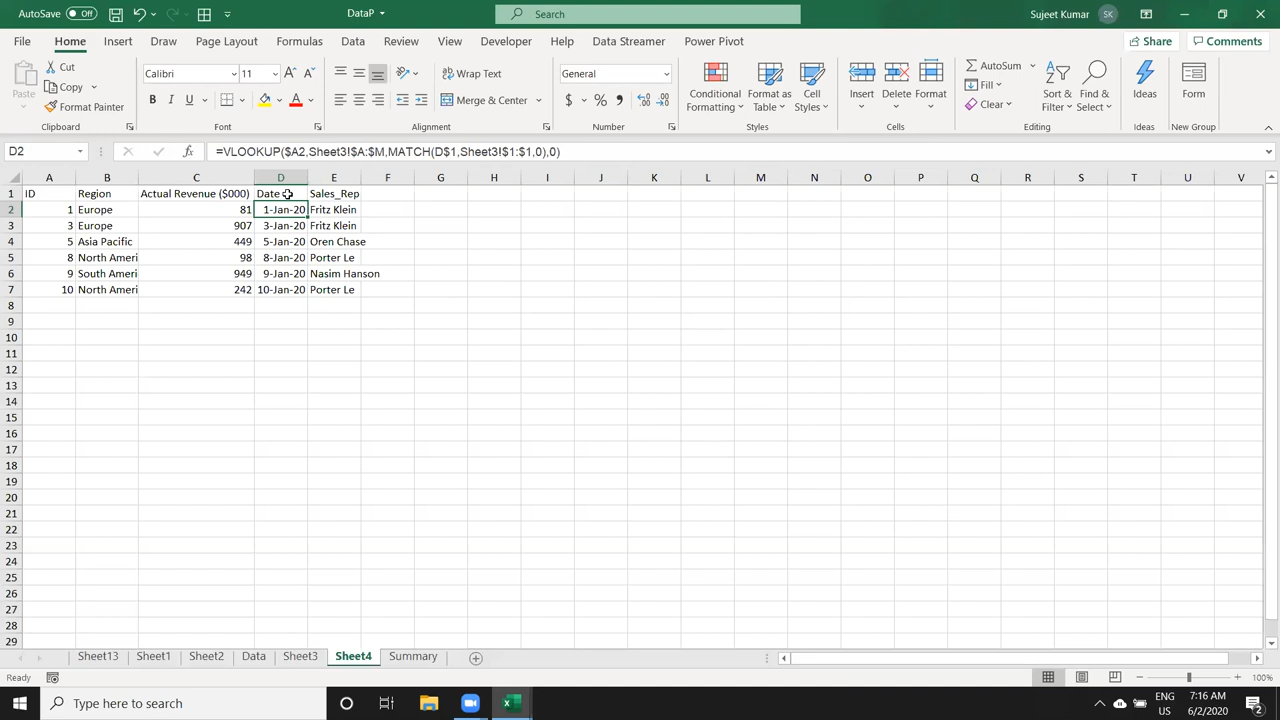 AutoSave Off DataP Search Sujeet Kumar SK
File Home Insert Draw Page Layout Formulas Data Review View Developer Help Data Streamer Power Pivot Share Comments
Paste Cut Copy Format Painter Clipboard
Calibri 11 B I U A Font
Wrap Text Merge & Center Alignment
General $ % , Number
Conditional Formatting Format as Table Cell Styles Styles
Insert Delete Format Cells
AutoSum Fill Clear Sort & Filter Find & Select Editing
Ideas Ideas
Form Form
D2 fx =VLOOKUP($A2,Sheet3!$A:$M,MATCH(D$1,Sheet3!$1:$1,0),0)
A B C D E F G H I J K L M N O P Q R S T U V
1 ID Region Actual Revenue ($000) Date Sales_Rep
2 1 Europe 81 1-Jan-20 Fritz Klein
3 3 Europe 907 3-Jan-20 Fritz Klein
4 5 Asia Pacific 449 5-Jan-20 Oren Chase
5 8 North Ameri 98 8-Jan-20 Porter Le
6 9 South Ameri 949 9-Jan-20 Nasim Hanson
7 10 North Ameri 242 10-Jan-20 Porter Le
8
9
10
11
12
13
14
15
16
17
18
19
20
21
22
23
24
25
26
27
28
29
Sheet13 Sheet1 Sheet2 Data Sheet3 Sheet4 Summary
Ready 100%
Type here to search ENG US 7:16 AM 6/2/2020 2